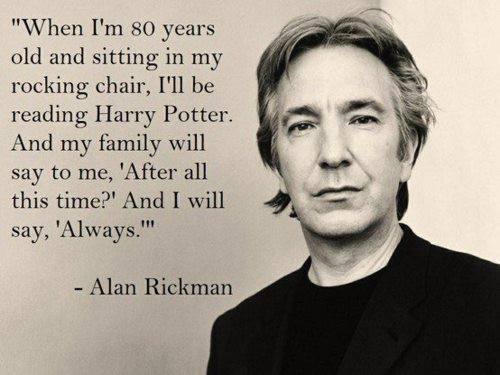 "When I'm 80 years
old and sitting in my
rocking chair, I'll be
reading Harry Potter.
And my family will
say to me, 'After all
this time?' And I will
say, 'Always.'"
- Alan Rickman